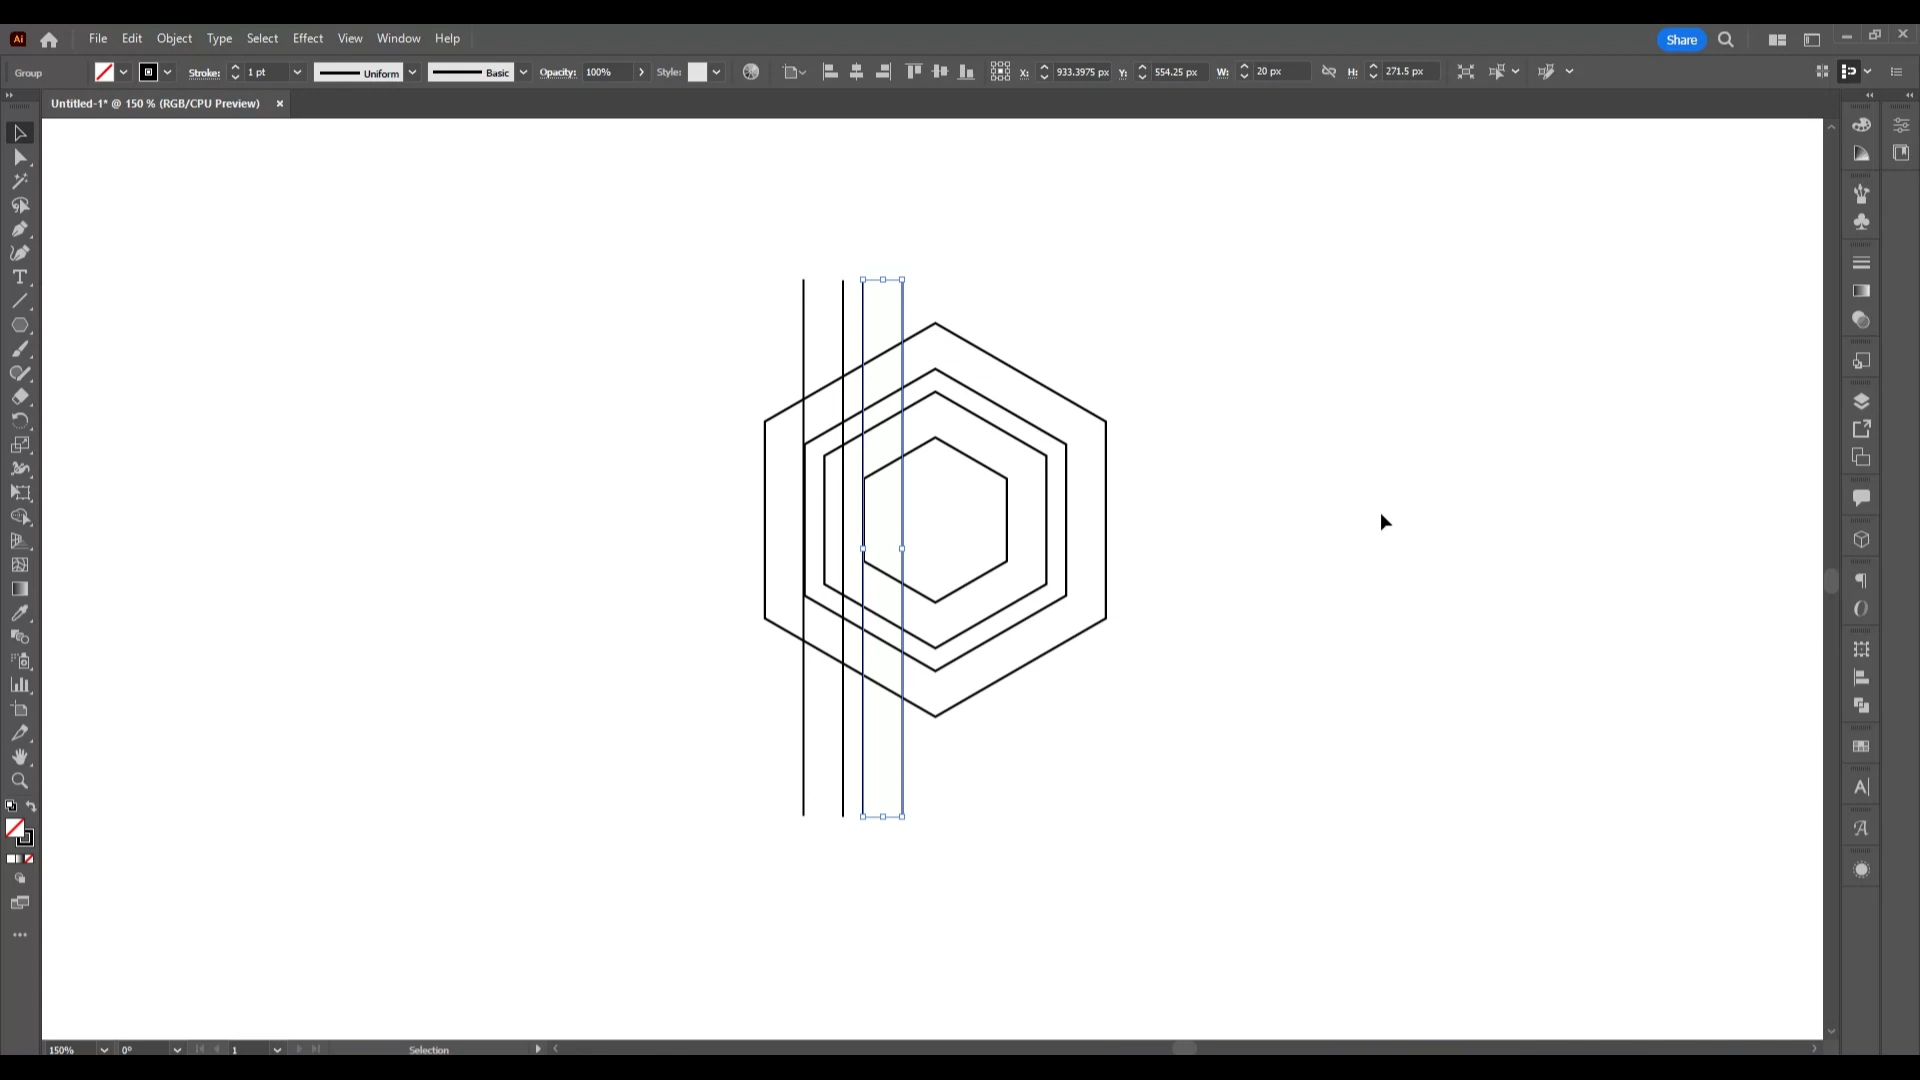 Ai File Edit Object Type Select Effect View Window Help Share
Group Stroke: 1 pt Uniform Basic Opacity: 100% Style: X: 933.3975 px Y: 554.25 px W: 20 px H: 271.5 px
Untitled-1* @ 150 % (RGB/CPU Preview) ×
150% 0° 1 Selection